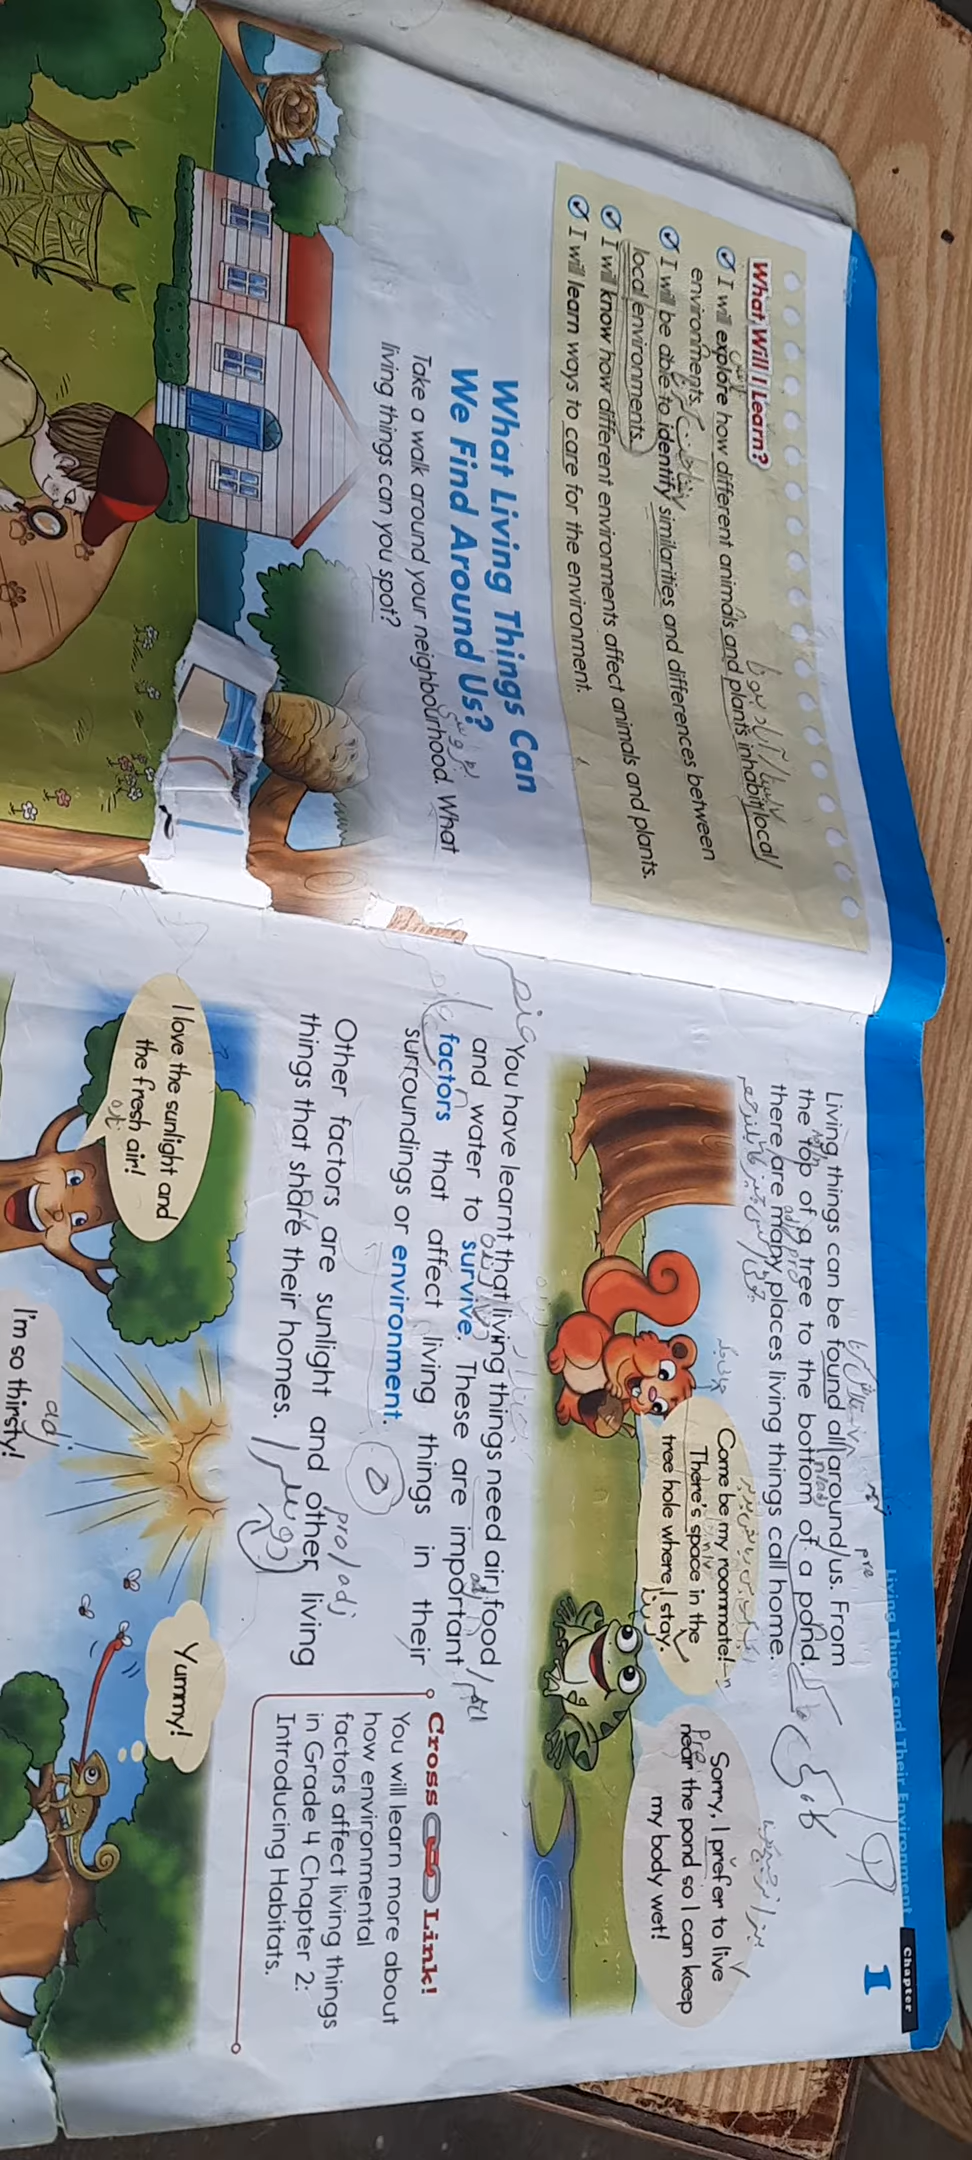 What Will I Learn?
I will explore how different animals and plants inhabit local
environments.
I will be able to identify similarities and differences between
local environments.
I will know how different environments affect animals and plants.
I will learn ways to care for the environment.
What Living Things Can
We Find Around Us?
Take a walk around your neighbourhood. What
living things can you spot?
Living Things and Their Environment
Chapter
1
Living things can be found all around us. From
the top of a tree to the bottom of a pond,
there are many places living things call home.
Come be my roommate!
There's space in the
tree hole where I stay.
Sorry, I prefer to live
near the pond so I can keep
my body wet!
You have learnt that living things need air, food
and water to survive. These are important
factors that affect living things in their
surroundings or environment.
Other factors are sunlight and other living
things that share their homes.
pre
n/adj
pro/adj
adj
Cross Link!
You will learn more about
how environmental
factors affect living things
in Grade 4 Chapter 2:
Introducing Habitats.
I love the sunlight and
the fresh air!
I'm so thirsty!
Yummy!